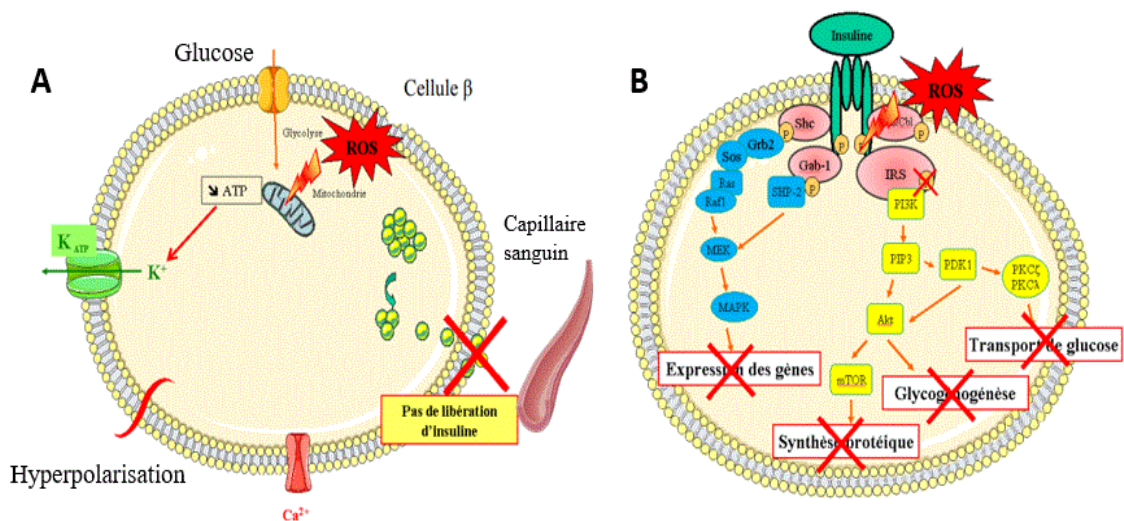 A
Glucose
Cellule β
Glycolyse
ROS
↘ ATP
Mitochondrie
K ATP
K⁺
Capillaire
sanguin
Pas de libération
d'insuline
Hyperpolarisation
Ca²⁺
B
Insuline
ROS
Shc
P
Cbl
P
P
Grb2
Sos
Gab-1
P
IRS
Ras
Raf1
SHP-2
PI3K
MEK
PIP3
PDK1
PKCζ
PKCλ
MAPK
Akt
Transport de glucose
Expression des gènes
mTOR
Glycogénogénèse
Synthèse protéique